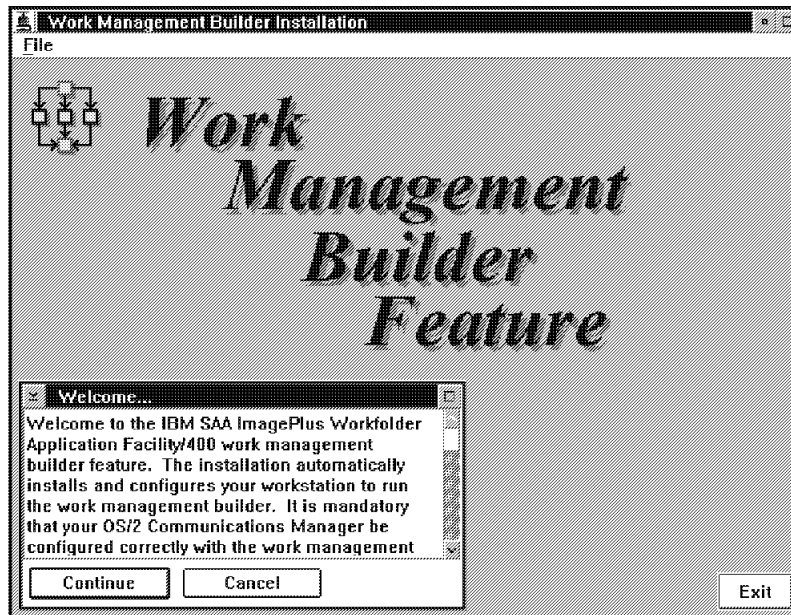 Work Management Builder Installation
File
Work
Management
Builder
Feature
Welcome...
Welcome to the IBM SAA ImagePlus Workfolder
Application Facility/400 work management
builder feature.  The installation automatically
installs and configures your workstation to run
the work management builder.  It is mandatory
that your OS/2 Communications Manager be
configured correctly with the work management
Continue
Cancel
Exit